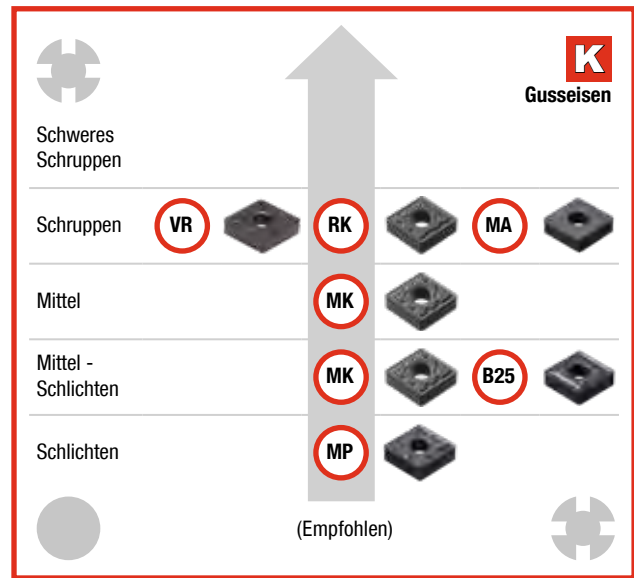 K
Gusseisen
Schweres
Schruppen
Schruppen VR RK MA
Mittel MK
Mittel -
Schlichten MK B25
Schlichten MP
(Empfohlen)